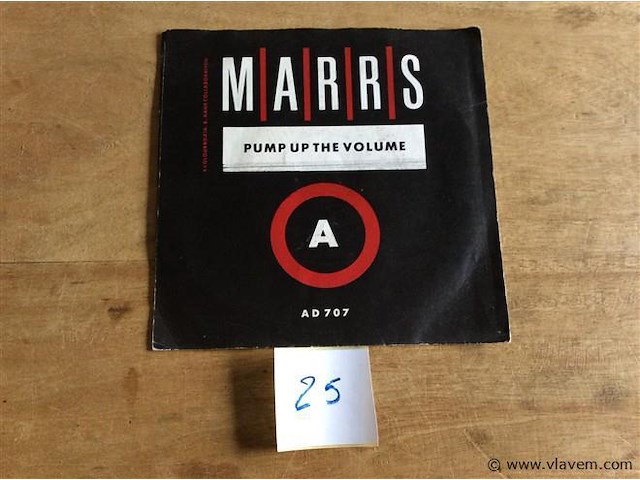 M|A|R|R|S
PUMP UP THE VOLUME
A
AD 707
25
© www.vlavem.com